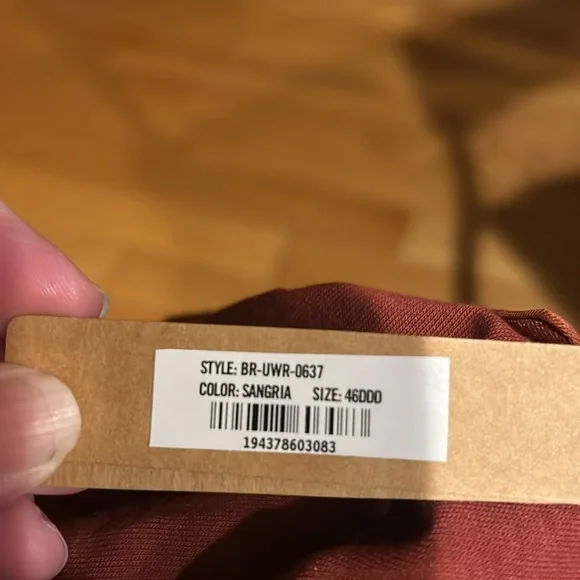 STYLE: BR-UWR-0637
COLOR: SANGRIA SIZE: 46DDD
194378603083